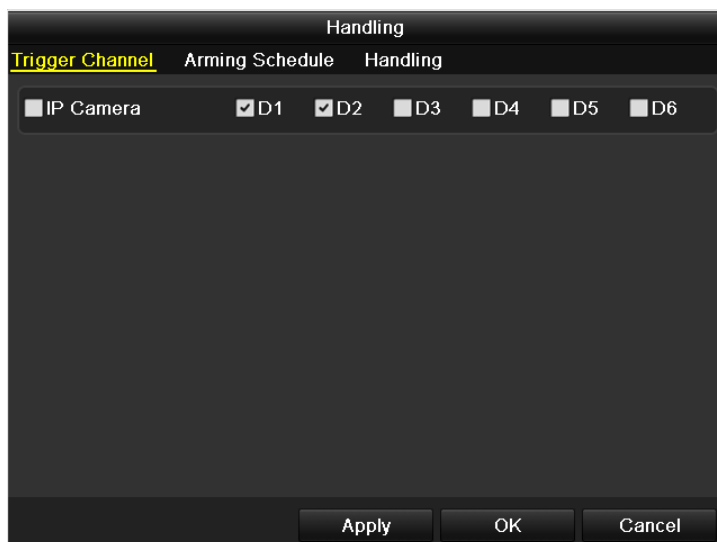 Handling
Trigger Channel Arming Schedule Handling
IP Camera D1 D2 D3 D4 D5 D6
Apply OK Cancel